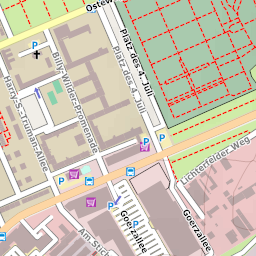 Ostew
Platz des 4. Juli
Platz des 4. Juli
Billy-Wilder-Promenade
Harry-S.-Truman-Allee
P
P
P
P
P
Lichterfelder Weg
Goerzallee
Goerzallee
Am Stich